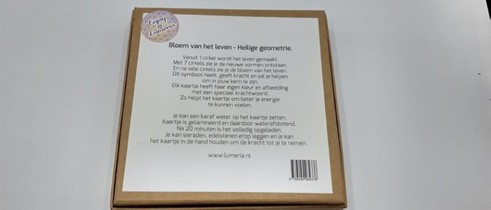 Enjoy
Lumeria
Bloem van het leven - Heilige geometrie.
Vanuit 1 cirkel wordt het leven gemaakt.
Met 7 cirkels zie je de nieuwe vormen ontstaan.
En na vele cirkels zie je de bloem van het leven.
Dit symbool heelt, geeft kracht en zal je helpen
om in jouw kern te zijn.
Elk kaartje heeft haar eigen kleur en afbeelding
met een speciaal krachtwoord.
Zo helpt het kaartje om beter je energie
te kunnen voelen.
Je kan een karaf water op het kaartje zetten.
Kaartje is gelamineerd en daardoor waterafstotend.
Na 20 minuten is het volledig opgeladen.
Je kan sieraden, edelstenen erop leggen en je kan
het kaartje in de hand houden om de kracht tot je te nemen.
www.lumeria.nl